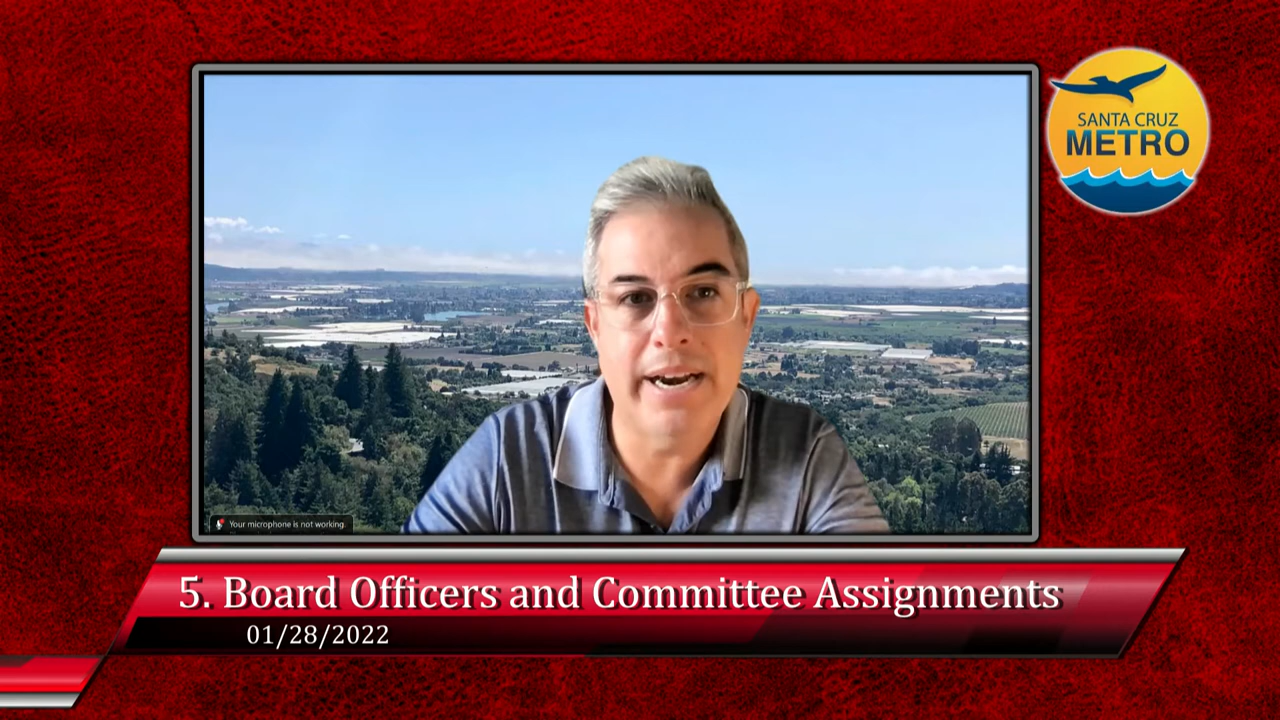 SANTA CRUZ
METRO
Your microphone is not working.
5. Board Officers and Committee Assignments
01/28/2022